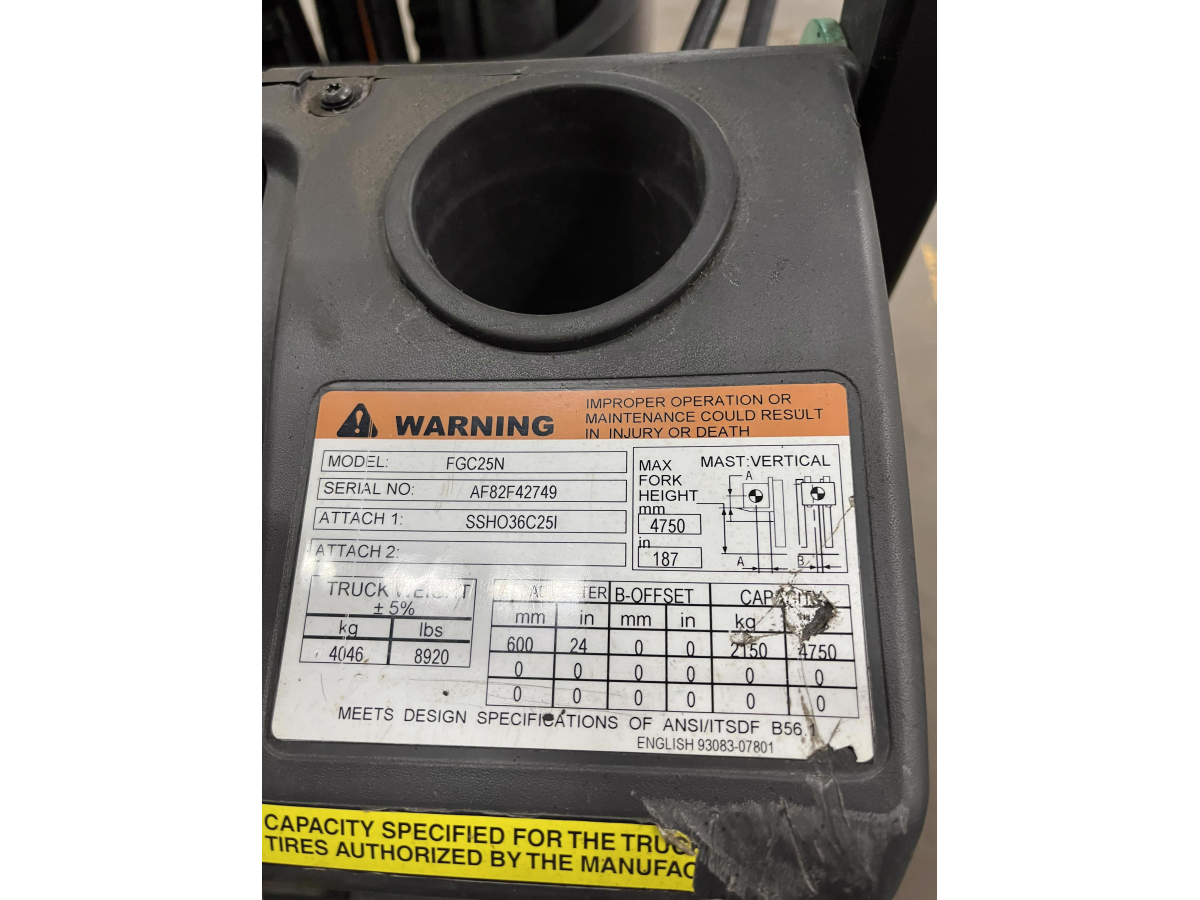 WARNING
IMPROPER OPERATION OR
MAINTENANCE COULD RESULT
IN INJURY OR DEATH
MODEL: FGC25N
SERIAL NO: AF82F42749
ATTACH 1: SSHO36C25I
ATTACH 2:
MAX
FORK
HEIGHT
mm
4750
in
187
MAST:VERTICAL
A
A B
TRUCK WEIGHT
± 5%
kg lbs
4046 8920
B-OFFSET CAPACITY
mm in mm in kg
600 24 0 0 2150 4750
0 0 0 0 0 0
0 0 0 0 0 0
MEETS DESIGN SPECIFICATIONS OF ANSI/ITSDF B56.1
ENGLISH 93083-07801
CAPACITY SPECIFIED FOR THE TRUC
TIRES AUTHORIZED BY THE MANUFAC